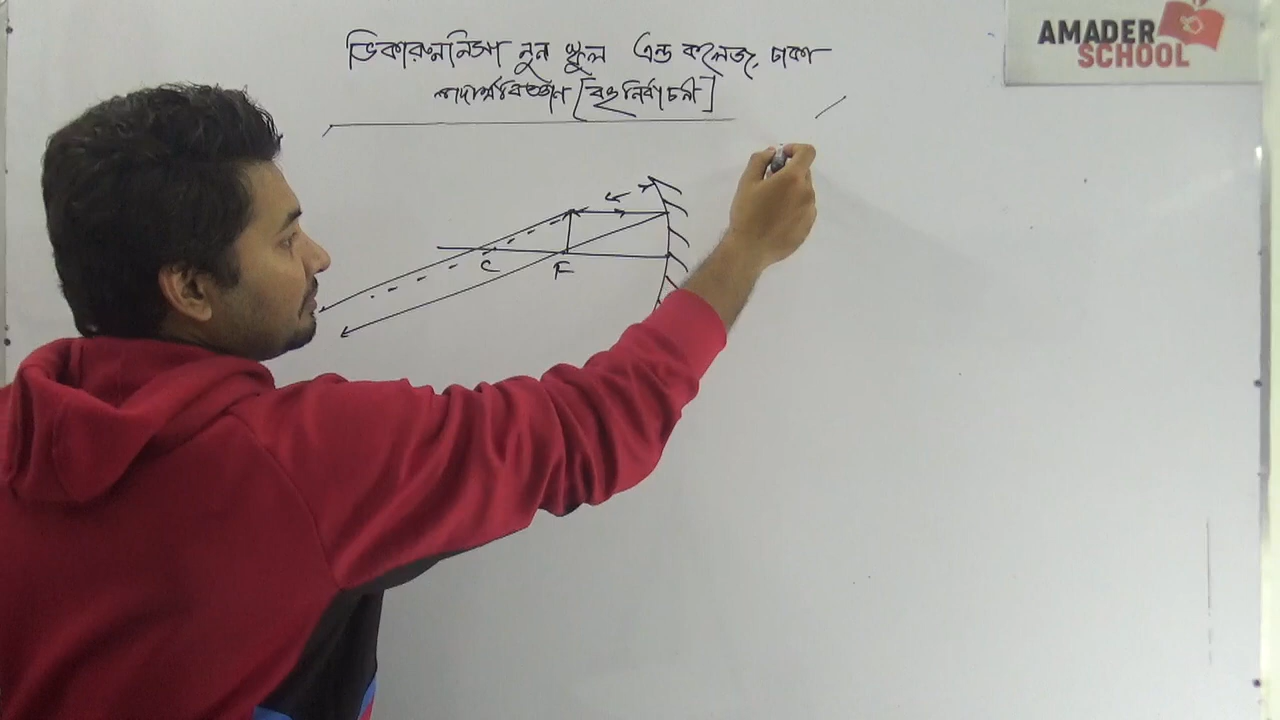 ভিকারুননিসা নুন স্কুল এন্ড কলেজ, ঢাকা
পদার্থবিজ্ঞান [বহুনির্বাচনী]
AMADER
SCHOOL
C
F